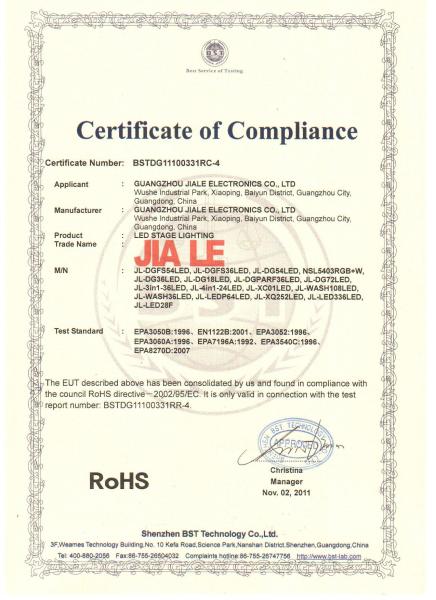 BST
Best Service of Testing
Certificate of Compliance
Certificate Number: BSTDG11100331RC-4
Applicant : GUANGZHOU JIALE ELECTRONICS CO., LTD
Wushe Industrial Park, Xiaoping, Baiyun District, Guangzhou City,
Guangdong, China
Manufacturer : GUANGZHOU JIALE ELECTRONICS CO., LTD
Wushe Industrial Park, Xiaoping, Baiyun District, Guangzhou City,
Guangdong, China
Product : LED STAGE LIGHTING
Trade Name : JIA LE
M/N : JL-DGFS54LED, JL-DGFS36LED, JL-DG54LED, NSL5403RGB+W,
JL-DG36LED, JL-DG18LED, JL-DGPARF36LED, JL-DG72LED,
JL-3in1-36LED, JL-4in1-24LED, JL-XC01LED, JL-WASH108LED,
JL-WASH36LED, JL-LEDP64LED, JL-XQ252LED, JL-LED336LED,
JL-LED28F
Test Standard : EPA3050B:1996, EN1122B:2001, EPA3052:1996,
EPA3060A:1996, EPA7196A:1992, EPA3540C:1996,
EPA8270D:2007
The EUT described above has been consolidated by us and found in compliance with
the council RoHS directive－2002/95/EC. It is only valid in connection with the test
report number: BSTDG11100331RR-4.
BST TECHNOLOGY
APPROVED
Christina
Manager
Nov. 02, 2011
RoHS
Shenzhen BST Technology Co.,Ltd.
3F,Weames Technology Building,No. 10 Kefa Road,Science Park,Nanshan District,Shenzhen,Guangdong,China
Tel: 400-880-2056 Fax:86-755-26504032 Complaints hotline:86-755-26747756 http://www.bst-lab.com